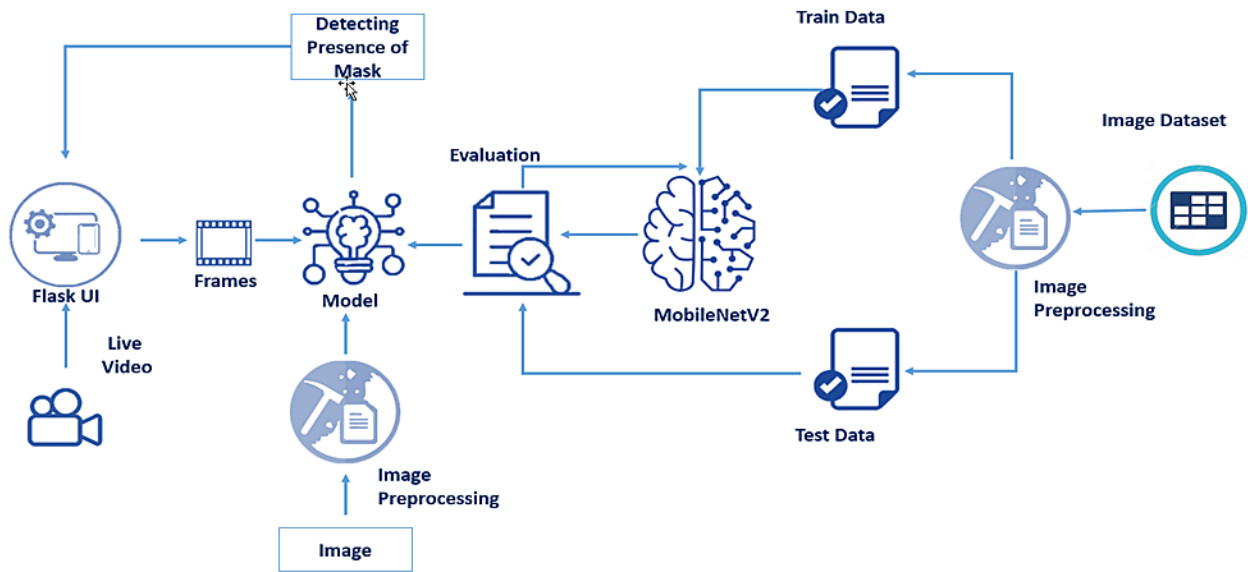 Detecting
Presence of
Mask
Train Data
Image Dataset
Evaluation
Flask UI
Frames
Model
MobileNetV2
Image
Preprocessing
Live
Video
Test Data
Image
Preprocessing
Image